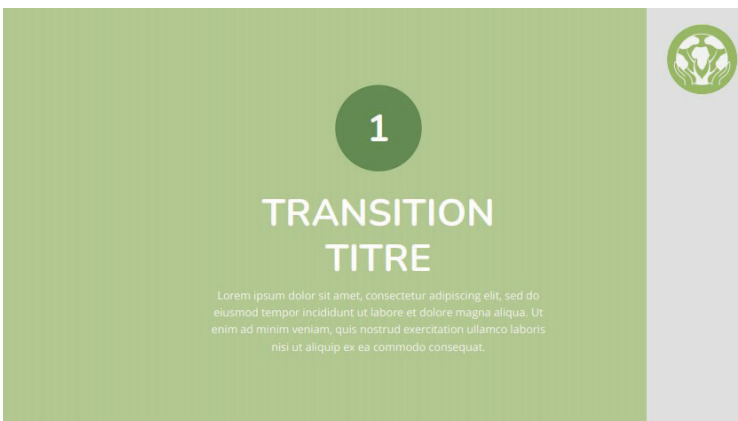 1
TRANSITION
TITRE
Lorem ipsum dolor sit amet, consectetur adipiscing elit, sed do
eiusmod tempor incididunt ut labore et dolore magna aliqua. Ut
enim ad minim veniam, quis nostrud exercitation ullamco laboris
nisi ut aliquip ex ea commodo consequat.